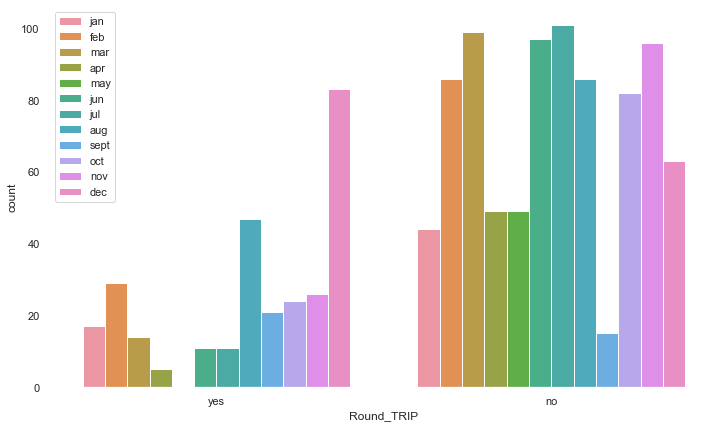 jan
feb
mar
apr
may
jun
jul
aug
sept
oct
nov
dec
100
80
60
40
20
0
count
yes
no
Round_TRIP